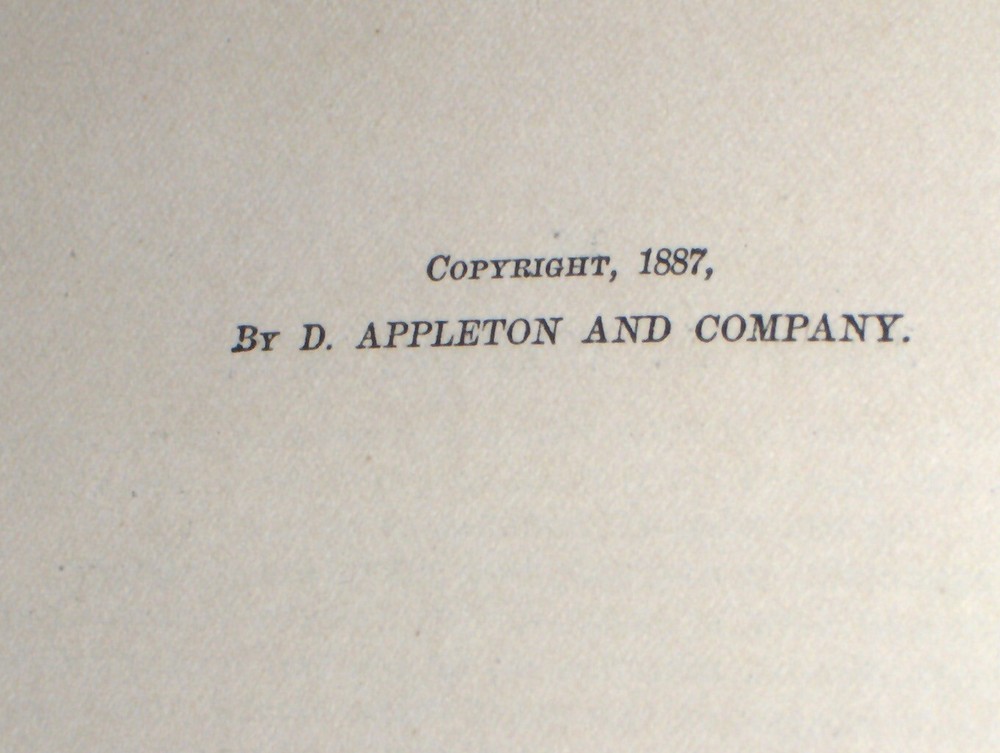 COPYRIGHT, 1887,
BY D. APPLETON AND COMPANY.